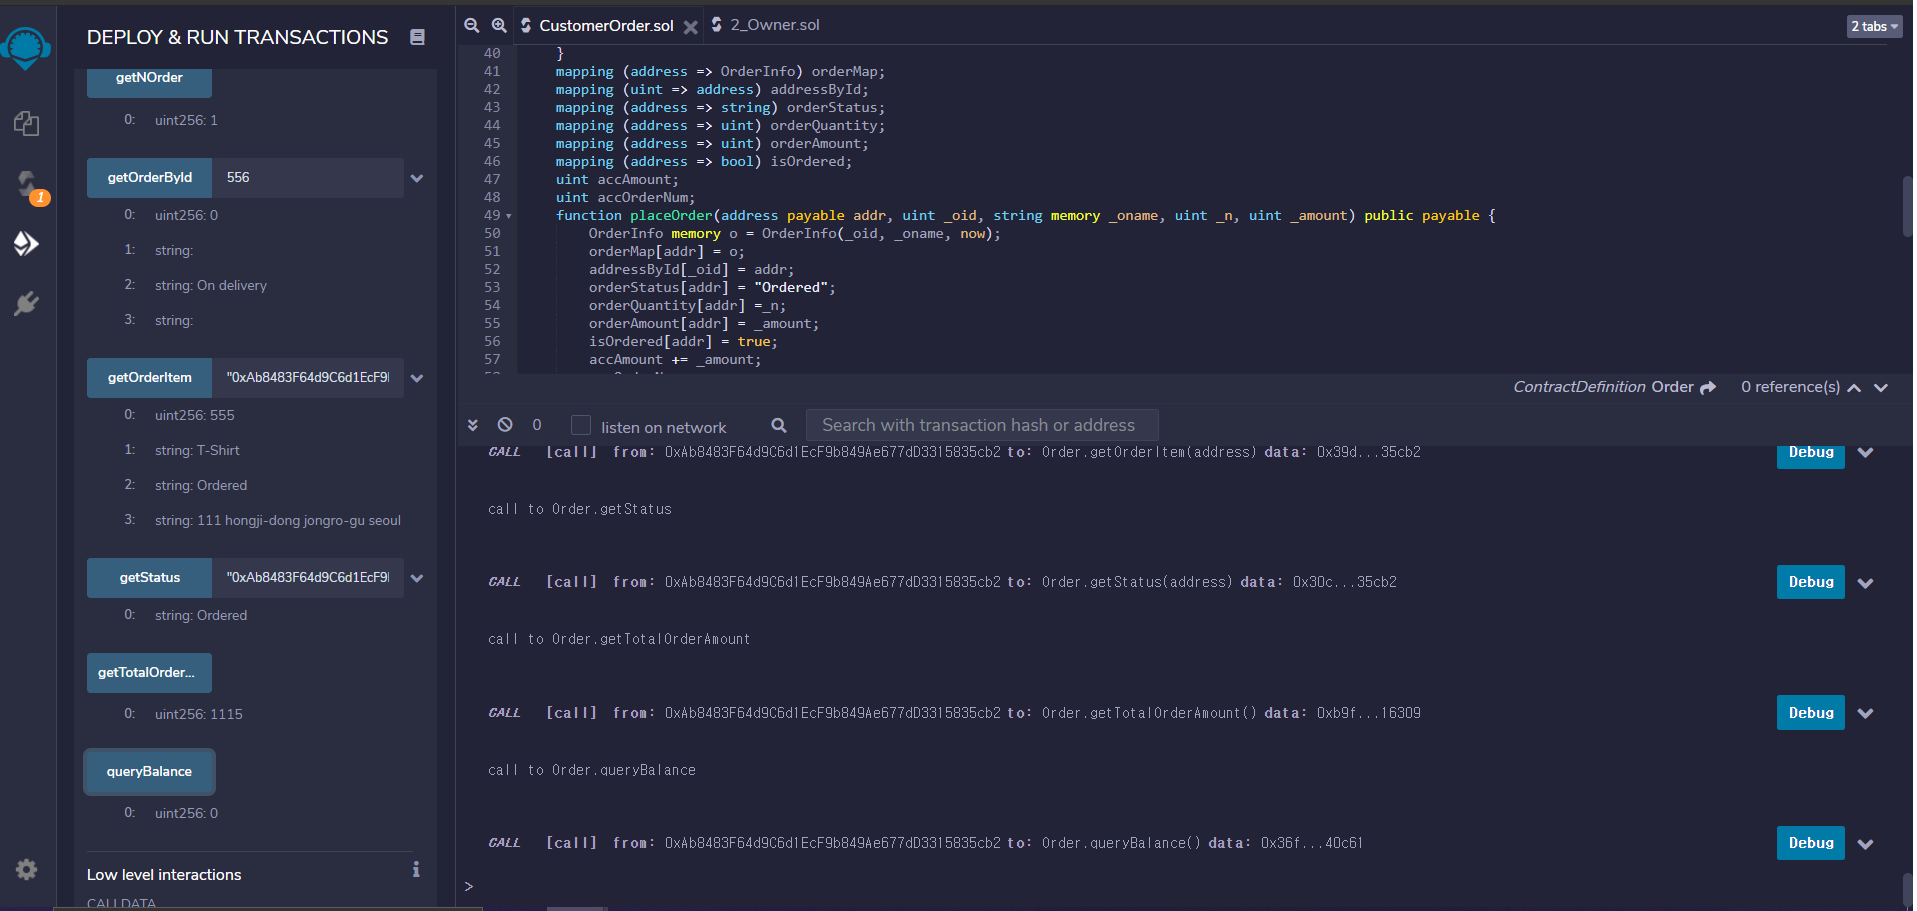 DEPLOY & RUN TRANSACTIONS
getNOrder
0: uint256: 1
getOrderById 556
0: uint256: 0
1: string:
2: string: On delivery
3: string:
getOrderItem "0xAb8483F64d9C6d1EcF9
0: uint256: 555
1: string: T-Shirt
2: string: Ordered
3: string: 111 hongji-dong jongro-gu seoul
getStatus "0xAb8483F64d9C6d1EcF9
0: string: Ordered
getTotalOrder...
0: uint256: 1115
queryBalance
0: uint256: 0
Low level interactions
CALLDATA
1
CustomerOrder.sol
2_Owner.sol
2 tabs
40 }
41 mapping (address => OrderInfo) orderMap;
42 mapping (uint => address) addressById;
43 mapping (address => string) orderStatus;
44 mapping (address => uint) orderQuantity;
45 mapping (address => uint) orderAmount;
46 mapping (address => bool) isOrdered;
47 uint accAmount;
48 uint accOrderNum;
49 function placeOrder(address payable addr, uint _oid, string memory _oname, uint _n, uint _amount) public payable {
50 OrderInfo memory o = OrderInfo(_oid, _oname, now);
51 orderMap[addr] = o;
52 addressById[_oid] = addr;
53 orderStatus[addr] = "Ordered";
54 orderQuantity[addr] =_n;
55 orderAmount[addr] = _amount;
56 isOrdered[addr] = true;
57 accAmount += _amount;
ContractDefinition Order 0 reference(s)
0 listen on network Search with transaction hash or address
CALL [call] from: 0xAb8483F64d9C6d1EcF9b849Ae677dD3315835cb2 to: Order.getOrderItem(address) data: 0x39d...35cb2 Debug
call to Order.getStatus
CALL [call] from: 0xAb8483F64d9C6d1EcF9b849Ae677dD3315835cb2 to: Order.getStatus(address) data: 0x30c...35cb2 Debug
call to Order.getTotalOrderAmount
CALL [call] from: 0xAb8483F64d9C6d1EcF9b849Ae677dD3315835cb2 to: Order.getTotalOrderAmount() data: 0xb9f...16309 Debug
call to Order.queryBalance
CALL [call] from: 0xAb8483F64d9C6d1EcF9b849Ae677dD3315835cb2 to: Order.queryBalance() data: 0x36f...40c61 Debug
>